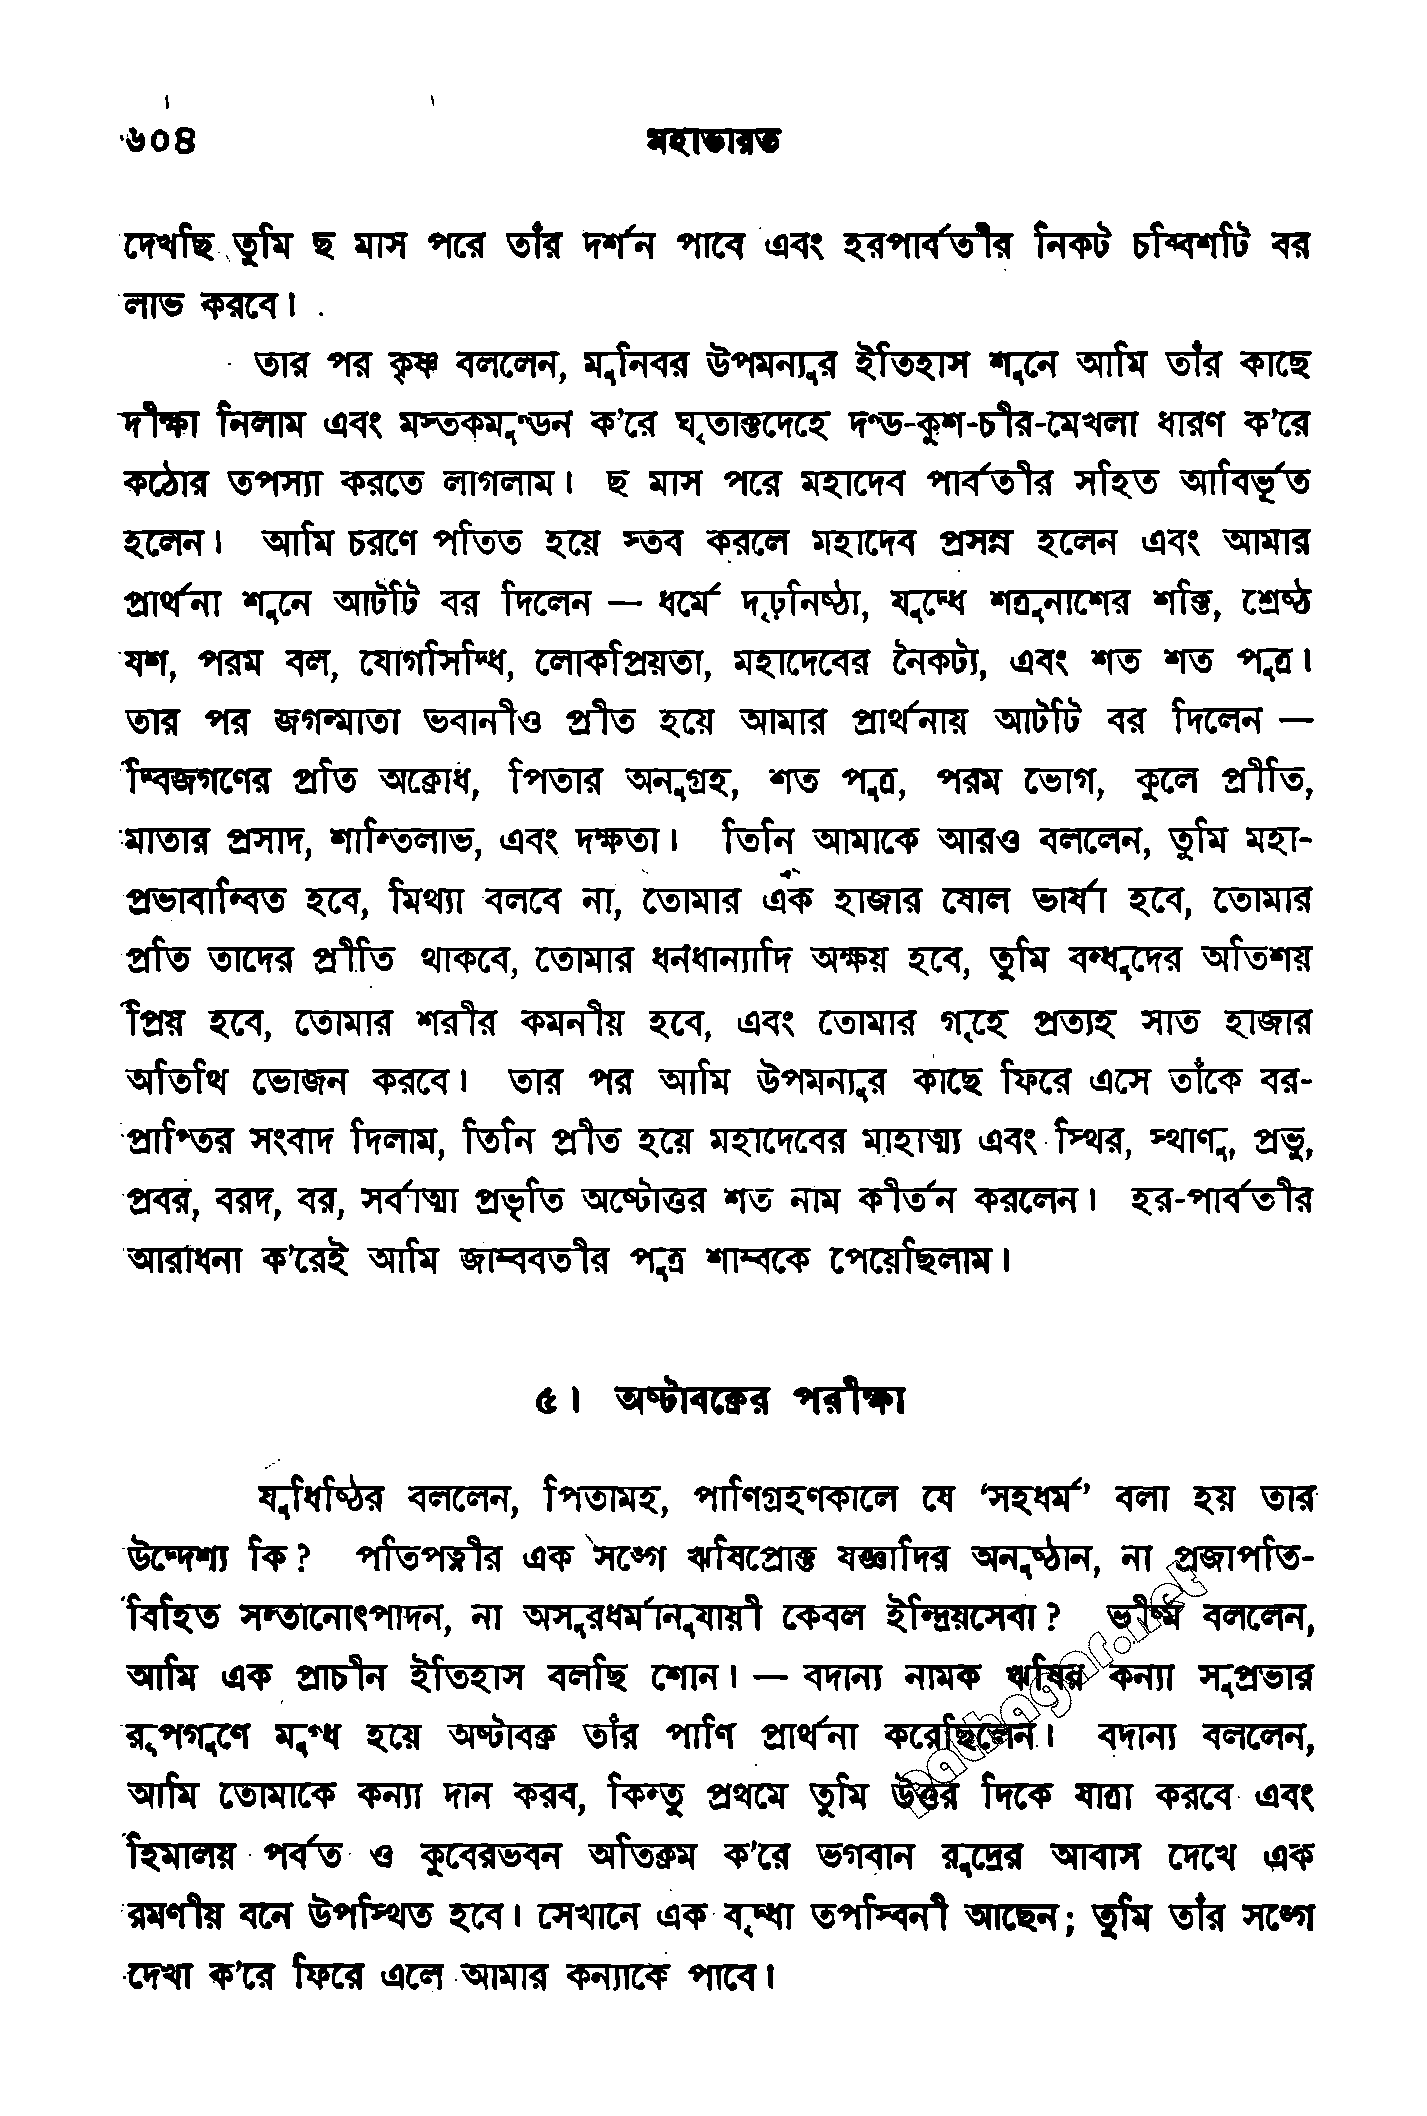 ৬০৪ মহাভারত
দেখছি তুমি ছ মাস পরে তাঁর দর্শন পাবে এবং হরপার্বতীর নিকট চব্বিশটি বর
লাভ করবে।
তার পর কৃষ্ণ বললেন, মুনিবর উপমন্যুর ইতিহাস শুনে আমি তাঁর কাছে
দীক্ষা নিলাম এবং মস্তকমুণ্ডন ক’রে ঘৃতাক্তদেহে দণ্ড-কুশ-চীর-মেখলা ধারণ ক’রে
কঠোর তপস্যা করতে লাগলাম। ছ মাস পরে মহাদেব পার্বতীর সহিত আবির্ভূত
হলেন। আমি চরণে পতিত হয়ে স্তব করলে মহাদেব প্রসন্ন হলেন এবং আমার
প্রার্থনা শুনে আটটি বর দিলেন — ধর্মে দৃঢ়নিষ্ঠা, যুদ্ধে শত্রুনাশের শক্তি, শ্রেষ্ঠ
যশ, পরম বল, যোগসিদ্ধি, লোকপ্রিয়তা, মহাদেবের নৈকট্য, এবং শত শত পুত্র।
তার পর জগন্মাতা ভবানীও প্রীত হয়ে আমার প্রার্থনায় আটটি বর দিলেন —
দ্বিজগণের প্রতি অক্রোধ, পিতার অনুগ্রহ, শত পুত্র, পরম ভোগ, কুলে প্রীতি,
মাতার প্রসাদ, শান্তিলাভ, এবং দক্ষতা। তিনি আমাকে আরও বললেন, তুমি মহা-
প্রভাবান্বিত হবে, মিথ্যা বলবে না, তোমার এক হাজার ষোল ভার্যা হবে, তোমার
প্রতি তাদের প্রীতি থাকবে, তোমার ধনধান্যাদি অক্ষয় হবে, তুমি বন্ধুদের অতিশয়
প্রিয় হবে, তোমার শরীর কমনীয় হবে, এবং তোমার গৃহে প্রত্যহ সাত হাজার
অতিথি ভোজন করবে। তার পর আমি উপমন্যুর কাছে ফিরে এসে তাঁকে বর-
প্রাপ্তির সংবাদ দিলাম, তিনি প্রীত হয়ে মহাদেবের মাহাত্ম্য এবং স্থির, স্থাণু, প্রভু,
প্রবর, বরদ, বর, সর্বাত্মা প্রভৃতি অষ্টোত্তর শত নাম কীর্তন করলেন। হর-পার্বতীর
আরাধনা ক’রেই আমি জাম্ববতীর পুত্র শাম্বকে পেয়েছিলাম।
৫। অষ্টাবক্রের পরীক্ষা
যুধিষ্ঠির বললেন, পিতামহ, পাণিগ্রহণকালে যে ‘সহধর্ম’ বলা হয় তার
উদ্দেশ্য কি? পতিপত্নীর এক সঙ্গে ঋষিপ্রোক্ত যজ্ঞাদির অনুষ্ঠান, না প্রজাপতি-
বিহিত সন্তানোৎপাদন, না অসুরধর্মানুযায়ী কেবল ইন্দ্রিয়সেবা? ভীষ্ম বললেন,
আমি এক প্রাচীন ইতিহাস বলছি শোন। — বদান্য নামক ঋষির কন্যা সুপ্রভার
রূপগুণে মুগ্ধ হয়ে অষ্টাবক্র তাঁর পাণি প্রার্থনা করেছিলেন। বদান্য বললেন,
আমি তোমাকে কন্যা দান করব, কিন্তু প্রথমে তুমি উত্তর দিকে যাত্রা করবে এবং
হিমালয় পর্বত ও কুবেরভবন অতিক্রম ক’রে ভগবান রুদ্রের আবাস দেখে এক
রমণীয় বনে উপস্থিত হবে। সেখানে এক বৃদ্ধা তপস্বিনী আছেন; তুমি তাঁর সঙ্গে
দেখা ক’রে ফিরে এলে আমার কন্যাকে পাবে।
pathagar.net